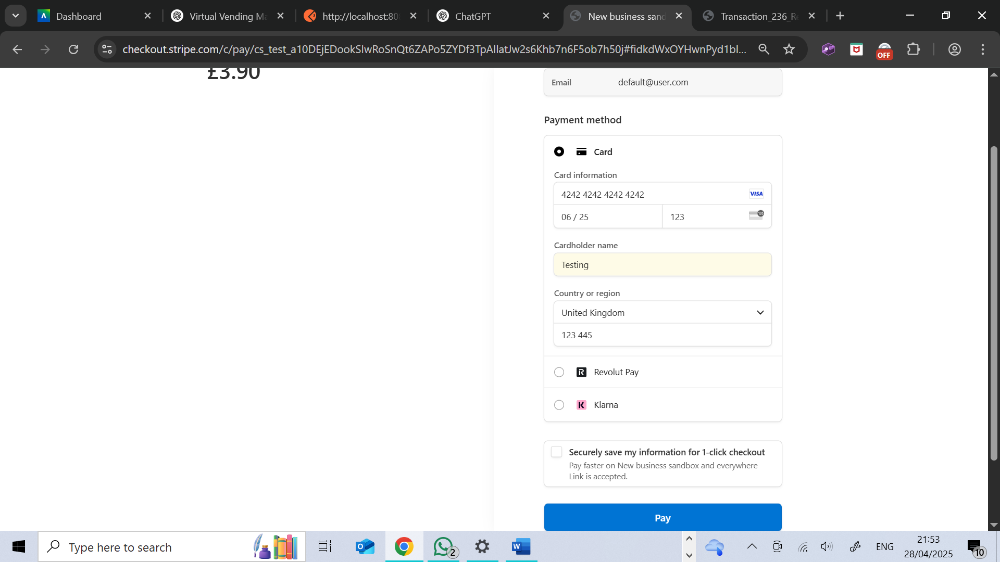 Dashboard
Virtual Vending Ma
http://localhost:80
ChatGPT
New business sand
Transaction_236_Re
checkout.stripe.com/c/pay/cs_test_a10DEjEDookSIwRoSnQt6ZAPo5ZYDf3TpAllatJw2s6Khb7n6F5ob7h50j#fidkdWxOYHwnPyd1bl...
OFF
£3.90
Email default@user.com
Payment method
Card
Card information
4242 4242 4242 4242
VISA
06 / 25
123
135
Cardholder name
Testing
Country or region
United Kingdom
123 445
R Revolut Pay
K Klarna
Securely save my information for 1-click checkout
Pay faster on New business sandbox and everywhere
Link is accepted.
Pay
Type here to search
2
ENG
21:53
28/04/2025
10